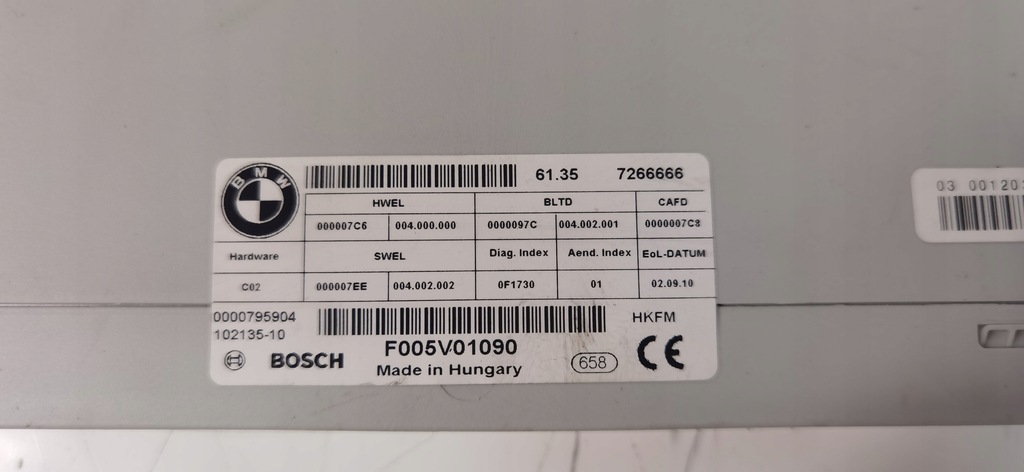 BMW
61.35 7266666
HWEL BLTD CAFD
000007C6 004.000.000 0000097C 004.002.001 0000007C8
Hardware SWEL Diag. Index Aend. Index EoL-DATUM
C02 000007EE 004.002.002 0F1730 01 02.09.10
0000795904
102135-10
HKFM
BOSCH F005V01090
Made in Hungary
658 CE
03 00120